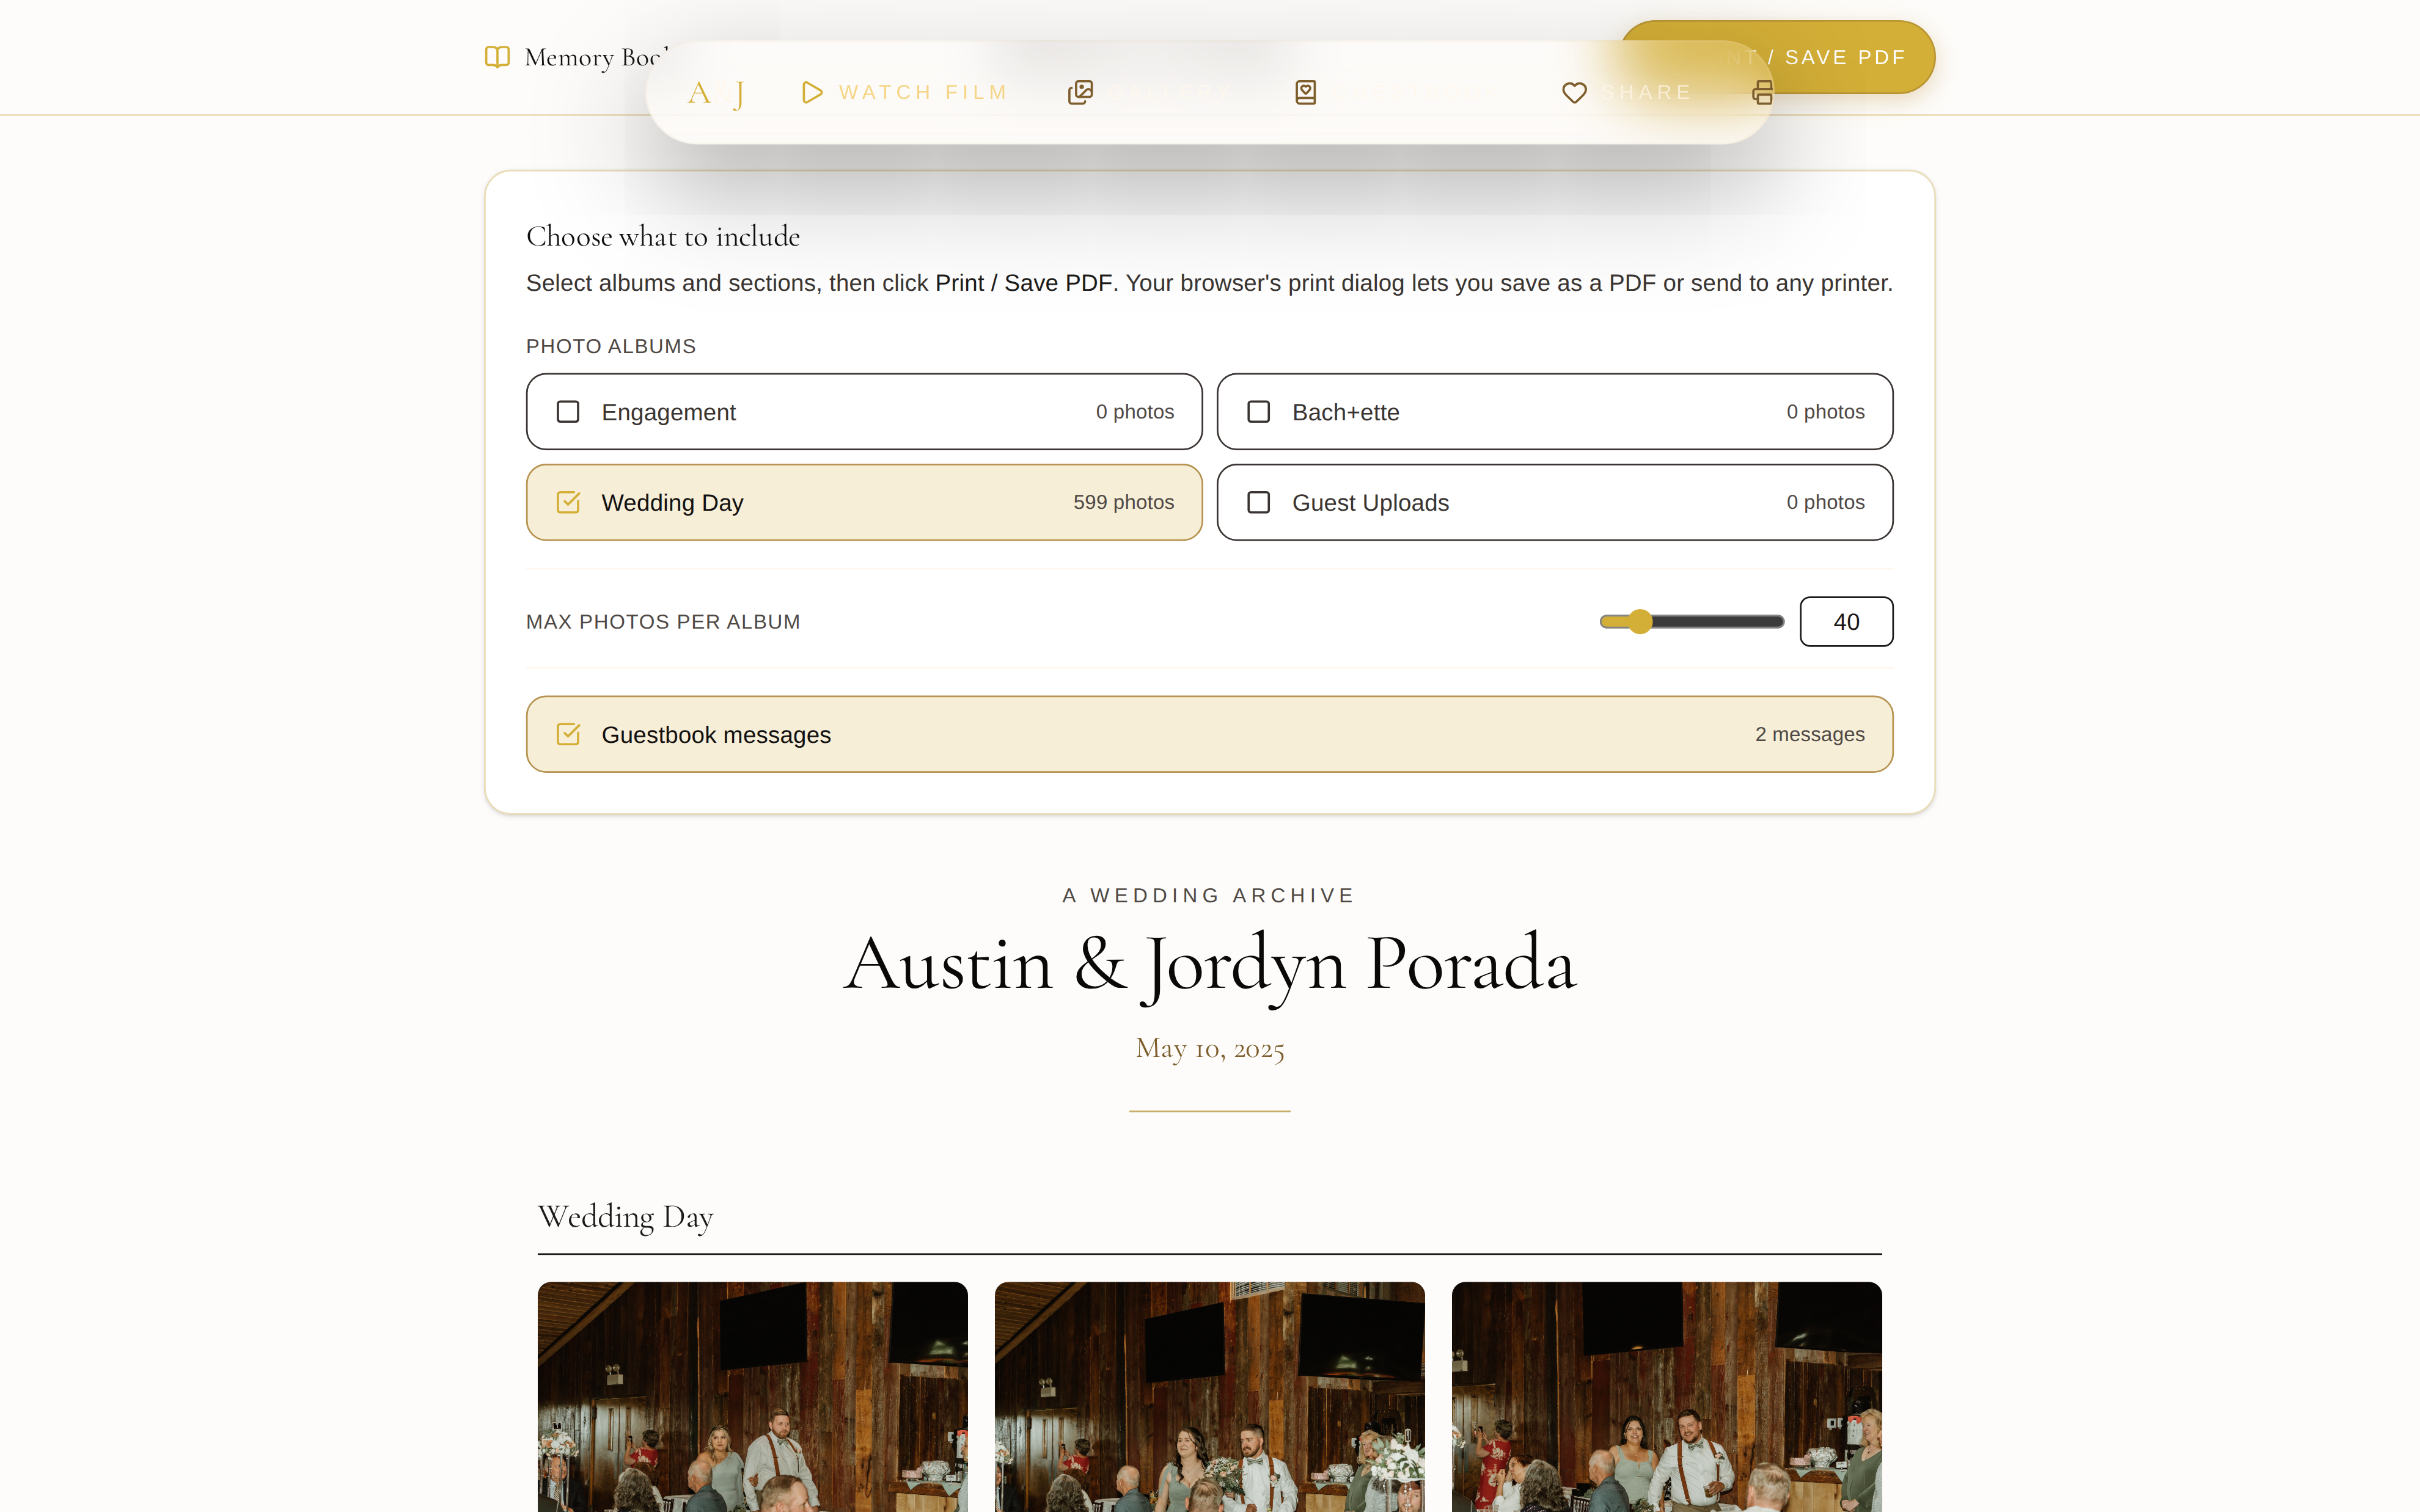 / SAVE PDF
A J WATCH FILM SHARE
Choose what to include
Select albums and sections, then click Print / Save PDF. Your browser's print dialog lets you save as a PDF or send to any printer.
PHOTO ALBUMS
Engagement 0 photos
Bach+ette 0 photos
Wedding Day 599 photos
Guest Uploads 0 photos
MAX PHOTOS PER ALBUM 40
Guestbook messages 2 messages
A WEDDING ARCHIVE
Austin & Jordyn Porada
May 10, 2025
Wedding Day